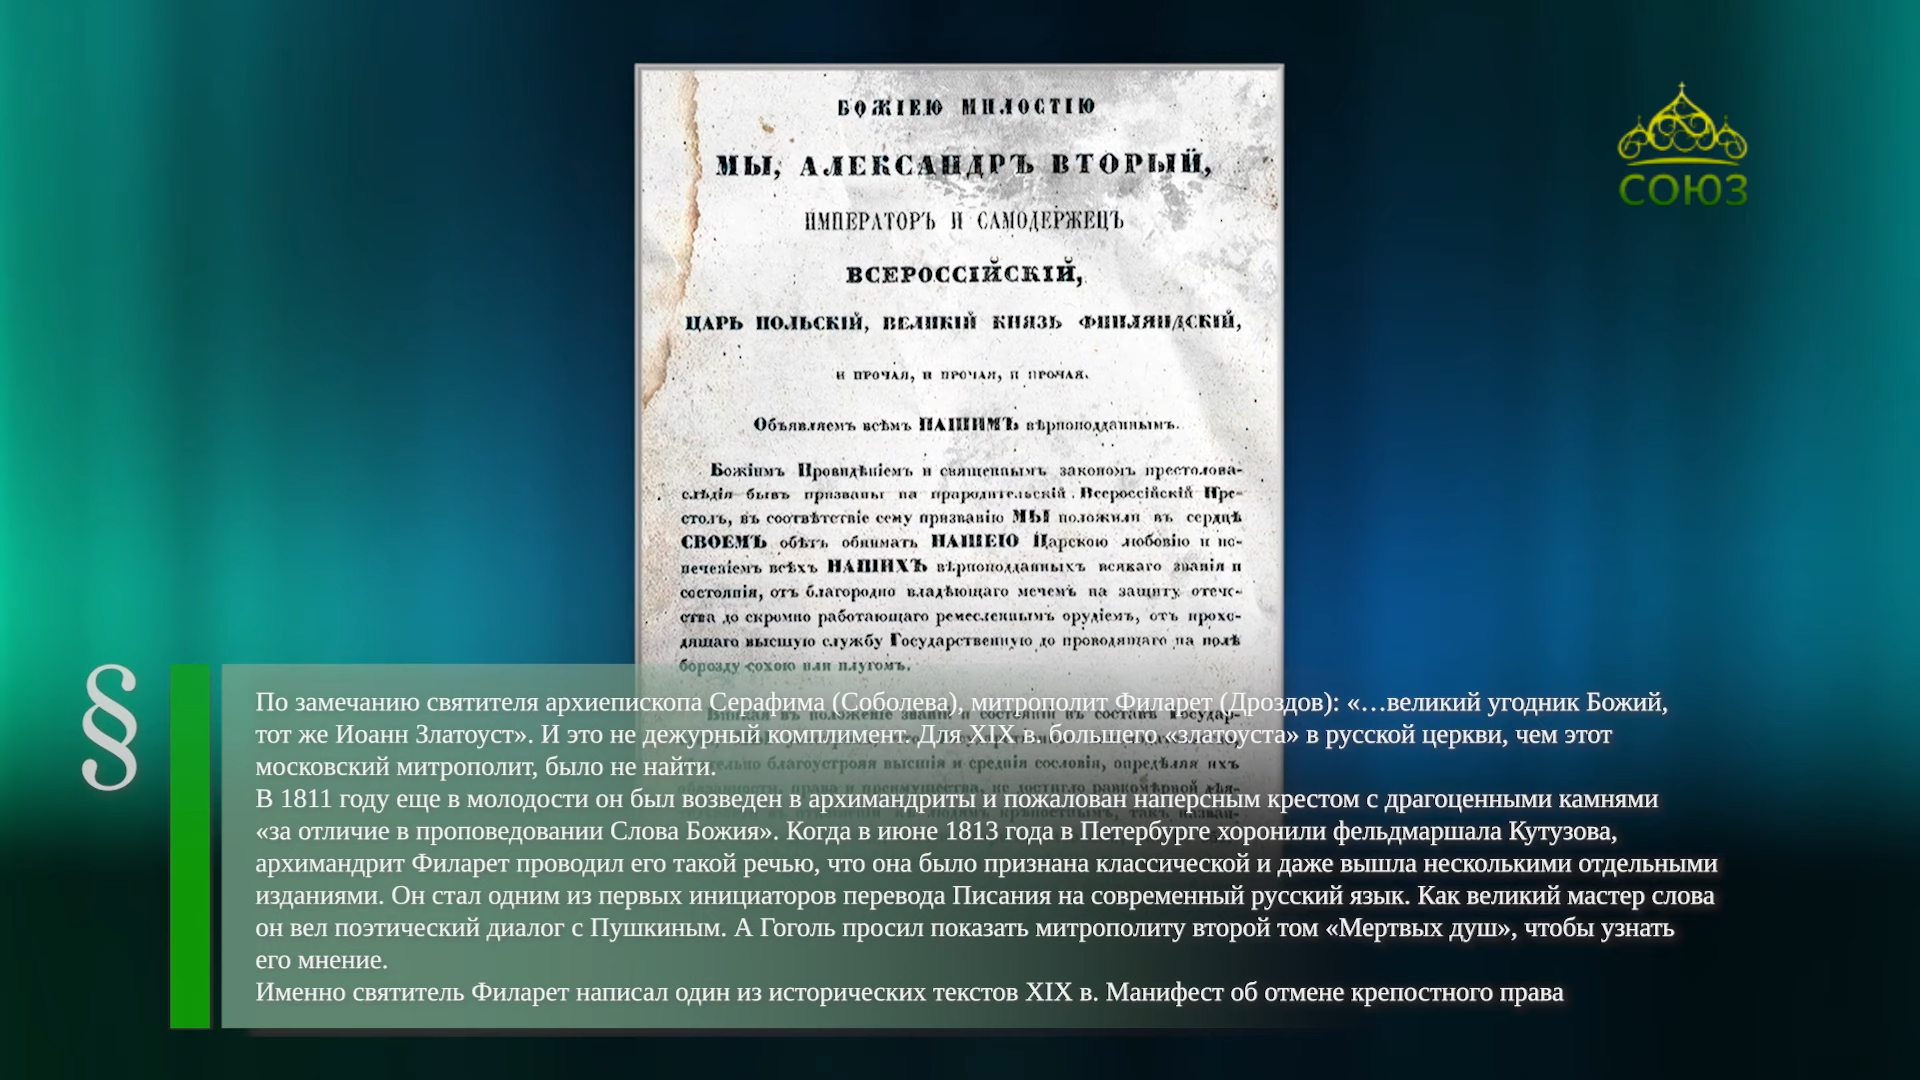 БОЖІЕЮ МИЛОСТІЮ
МЫ, АЛЕКСАНДРЪ ВТОРЫЙ,
ИМПЕРАТОРЪ И САМОДЕРЖЕЦЪ
ВСЕРОССІЙСКІЙ,
ЦАРЬ ПОЛЬСКІЙ, ВЕЛИКІЙ КНЯЗЬ ФИНЛЯНДСКІЙ,
и прочая, и прочая, и прочая.
Объявляемъ всѣмъ НАШИМЪ вѣрноподданнымъ.
Божіимъ Провидѣніемъ и священнымъ закономъ престолона-
слѣдія бывъ призваны на прародительскій Всероссійскій Пре-
столъ, въ соотвѣтствіе сему призванію МЫ положили въ сердцѣ
СВОЕМЪ обѣтъ обнимать НАШЕЮ Царскою любовію и по-
печеніемъ всѣхъ НАШИХЪ вѣрноподданныхъ всякаго званія и
состоянія, отъ благородно владѣющаго мечемъ на защиту отече-
ства до скромно работающаго ремесленнымъ орудіемъ, отъ прохо-
дящаго высшую службу Государственную до проводящаго на полѣ
борозду сохою или плугомъ.
СОЮЗ
§
По замечанию святителя архиепископа Серафима (Соболева), митрополит Филарет (Дроздов): «…великий угодник Божий,
тот же Иоанн Златоуст». И это не дежурный комплимент. Для XIX в. большего «златоуста» в русской церкви, чем этот
московский митрополит, было не найти.
В 1811 году еще в молодости он был возведен в архимандриты и пожалован наперсным крестом с драгоценными камнями
«за отличие в проповедовании Слова Божия». Когда в июне 1813 года в Петербурге хоронили фельдмаршала Кутузова,
архимандрит Филарет проводил его такой речью, что она было признана классической и даже вышла несколькими отдельными
изданиями. Он стал одним из первых инициаторов перевода Писания на современный русский язык. Как великий мастер слова
он вел поэтический диалог с Пушкиным. А Гоголь просил показать митрополиту второй том «Мертвых душ», чтобы узнать
его мнение.
Именно святитель Филарет написал один из исторических текстов XIX в. Манифест об отмене крепостного права